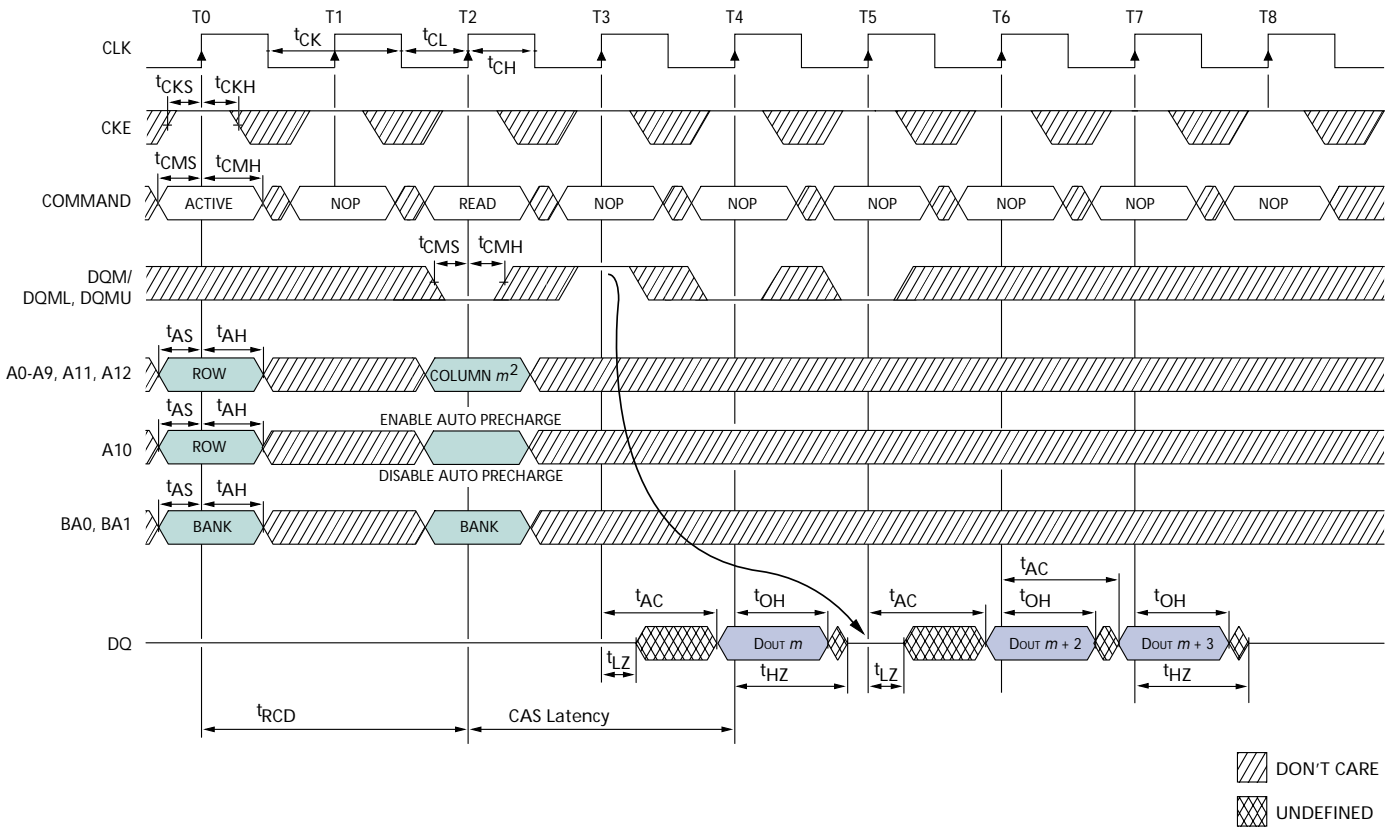 T0 T1 T2 T3 T4 T5 T6 T7 T8
CLK
tCK tCL
tCH
tCKS tCKH
CKE
tCMS tCMH
COMMAND ACTIVE NOP READ NOP NOP NOP NOP NOP NOP
tCMS tCMH
DQM/
DQML, DQMU
tAS tAH
A0-A9, A11, A12 ROW COLUMN m2
tAS tAH ENABLE AUTO PRECHARGE
A10 ROW
DISABLE AUTO PRECHARGE
tAS tAH
BA0, BA1 BANK BANK
tAC
tAC tOH tAC tOH tOH
DQ DOUT m DOUT m + 2 DOUT m + 3
tLZ tHZ tLZ tHZ
tRCD CAS Latency
DON'T CARE
UNDEFINED